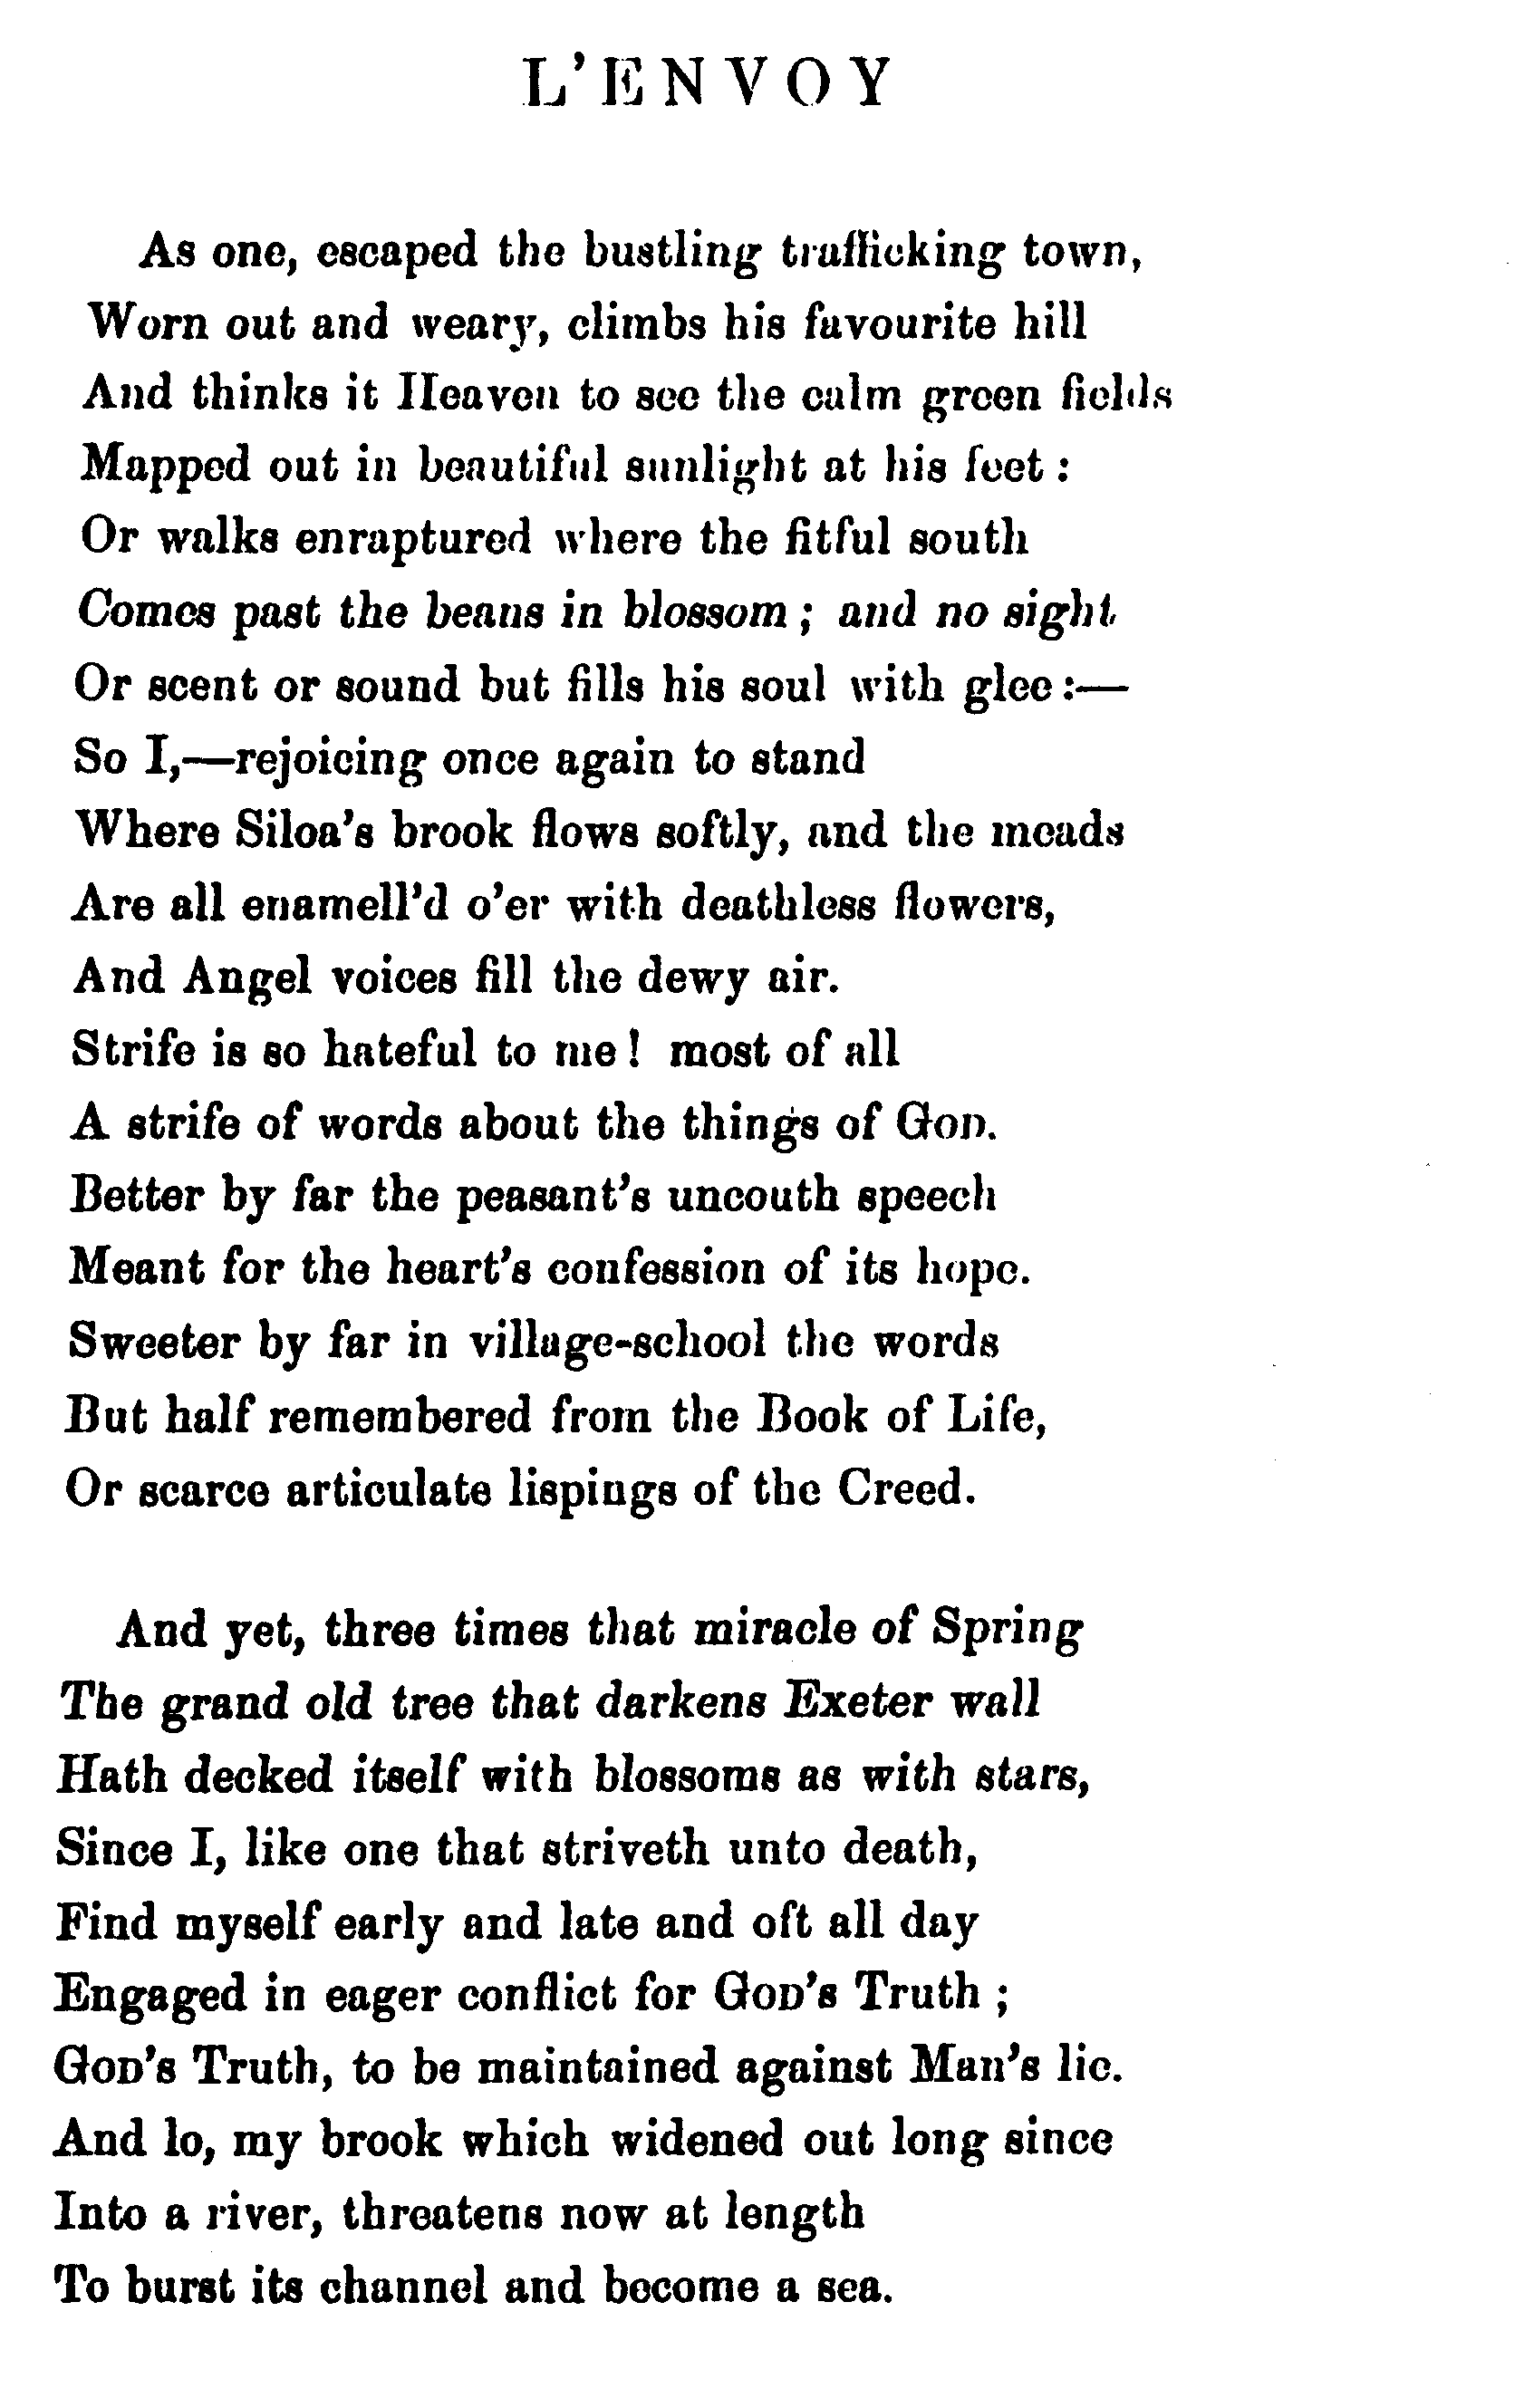 L'ENVOY
As one, escaped the bustling trafficking town,
Worn out and weary, climbs his favourite hill
And thinks it Heaven to see the calm green fields
Mapped out in beautiful sunlight at his feet :
Or walks enraptured where the fitful south
Comes past the beans in blossom ; and no sight
Or scent or sound but fills his soul with glee :—
So I,—rejoicing once again to stand
Where Siloa's brook flows softly, and the meads
Are all enamell'd o'er with deathless flowers,
And Angel voices fill the dewy air.
Strife is so hateful to me ! most of all
A strife of words about the things of GOD.
Better by far the peasant's uncouth speech
Meant for the heart's confession of its hope.
Sweeter by far in village-school the words
But half remembered from the Book of Life,
Or scarce articulate lispings of the Creed.
And yet, three times that miracle of Spring
The grand old tree that darkens Exeter wall
Hath decked itself with blossoms as with stars,
Since I, like one that striveth unto death,
Find myself early and late and oft all day
Engaged in eager conflict for GOD's Truth ;
GOD's Truth, to be maintained against Man's lie.
And lo, my brook which widened out long since
Into a river, threatens now at length
To burst its channel and become a sea.